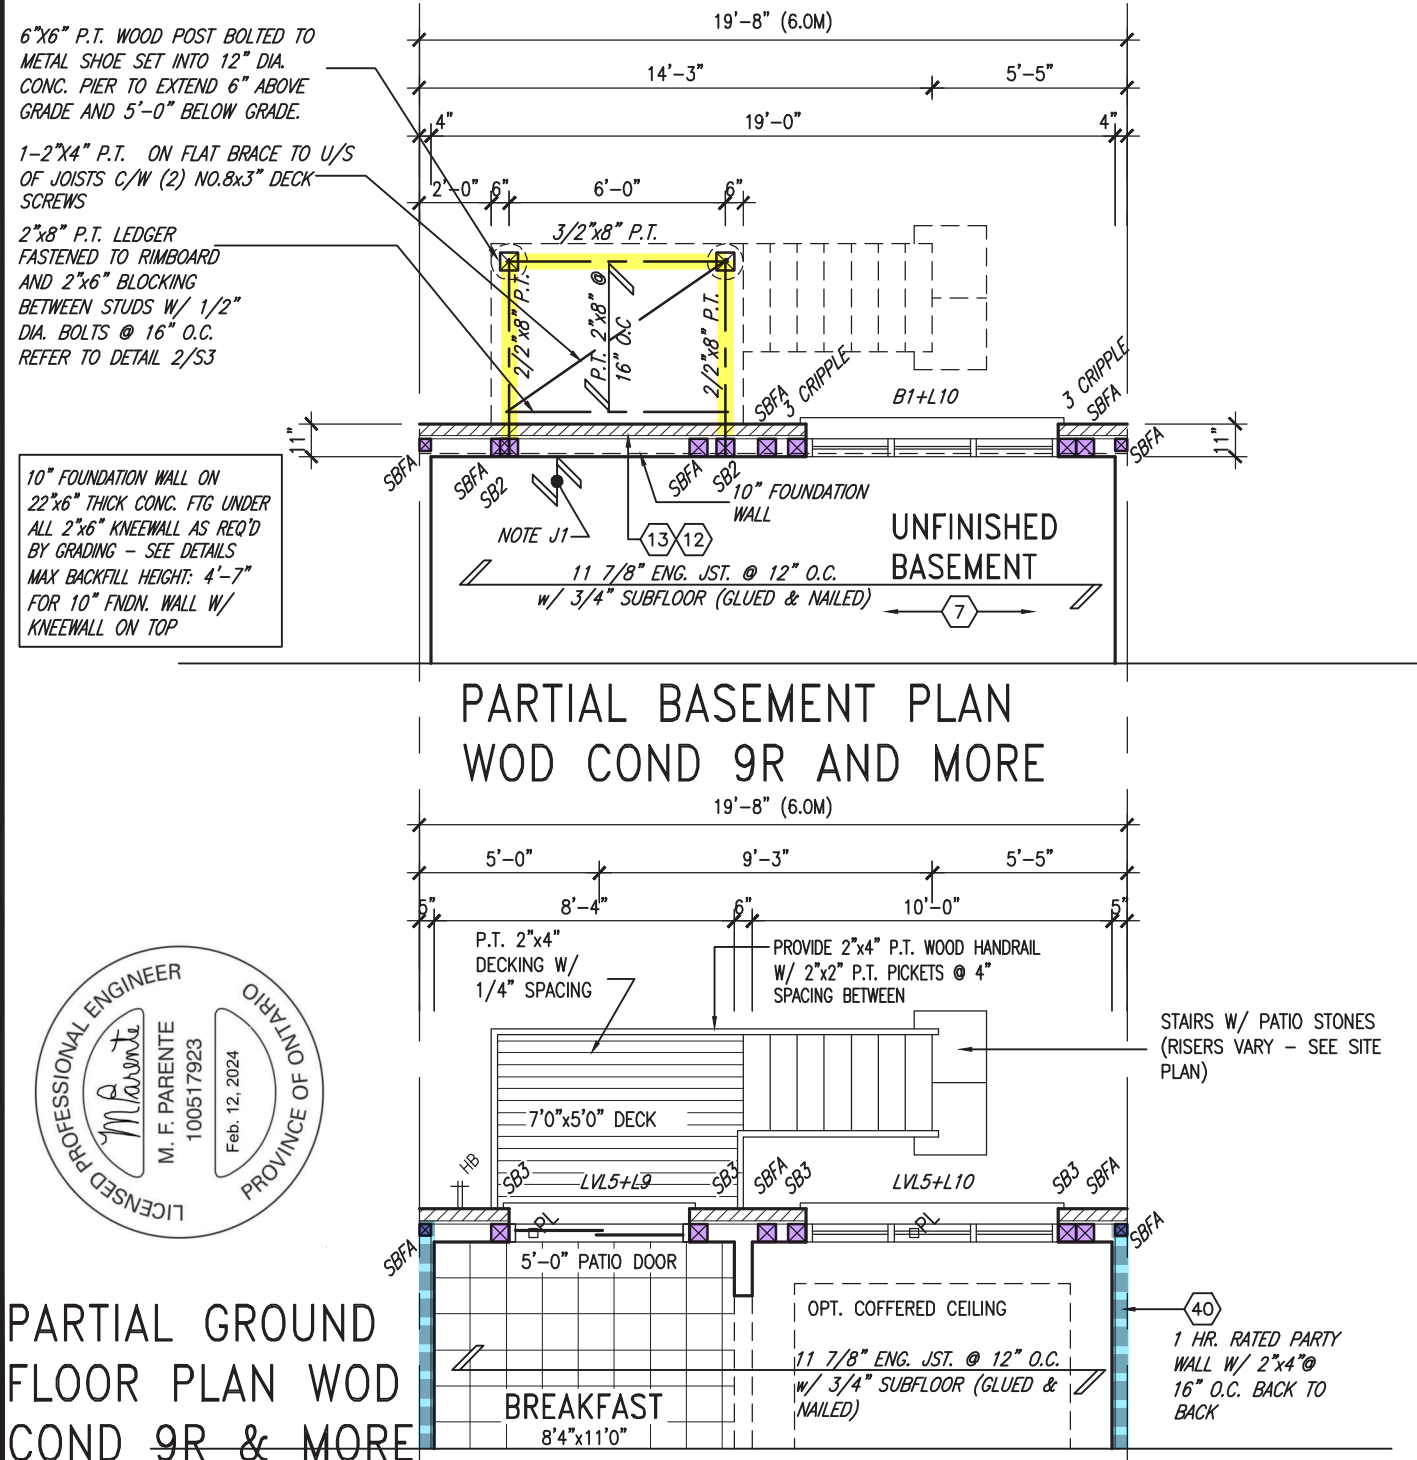 19'-8" (6.0M)
6"X6" P.T. WOOD POST BOLTED TO
METAL SHOE SET INTO 12" DIA.
CONC. PIER TO EXTEND 6" ABOVE
GRADE AND 5'-0" BELOW GRADE.
14'-3"
5'-5"
4"
19'-0"
4"
1-2"X4" P.T. ON FLAT BRACE TO U/S
OF JOISTS C/W (2) NO.8x3" DECK
SCREWS
2'-0"
6"
6'-0"
6"
2"x8" P.T. LEDGER
FASTENED TO RIMBOARD
AND 2"x6" BLOCKING
BETWEEN STUDS W/ 1/2"
DIA. BOLTS @ 16" O.C.
REFER TO DETAIL 2/S3
3/2"x8" P.T.
2/2"x8" P.T.
P.T. 2"x8" @
16" O.C
2/2"x8" P.T.
SBFA
3 CRIPPLE
B1+L10
3 CRIPPLE
SBFA
11"
11"
SBFA
SBFA
SB2
SBFA
SB2
SBFA
10" FOUNDATION WALL ON
22"x6" THICK CONC. FTG UNDER
ALL 2"x6" KNEEWALL AS REQ'D
BY GRADING – SEE DETAILS
MAX BACKFILL HEIGHT: 4'-7"
FOR 10" FNDN. WALL W/
KNEEWALL ON TOP
10" FOUNDATION
WALL
NOTE J1
13
12
UNFINISHED
BASEMENT
11 7/8" ENG. JST. @ 12" O.C.
w/ 3/4" SUBFLOOR (GLUED & NAILED)
7
PARTIAL BASEMENT PLAN
WOD COND 9R AND MORE
19'-8" (6.0M)
5'-0"
9'-3"
5'-5"
5"
8'-4"
6"
10'-0"
5"
P.T. 2"x4"
DECKING W/
1/4" SPACING
PROVIDE 2"x4" P.T. WOOD HANDRAIL
W/ 2"x2" P.T. PICKETS @ 4"
SPACING BETWEEN
STAIRS W/ PATIO STONES
(RISERS VARY – SEE SITE
PLAN)
LICENSED PROFESSIONAL ENGINEER
M Parente
M. F. PARENTE
100517923
Feb. 12, 2024
PROVINCE OF ONTARIO
7'0"x5'0" DECK
HB
SB3
LVL5+L9
SB3
SBFA
SB3
LVL5+L10
SB3
SBFA
PL
PL
SBFA
SBFA
5'-0" PATIO DOOR
OPT. COFFERED CEILING
40
1 HR. RATED PARTY
WALL W/ 2"x4"@
16" O.C. BACK TO
BACK
11 7/8" ENG. JST. @ 12" O.C.
w/ 3/4" SUBFLOOR (GLUED &
NAILED)
BREAKFAST
8'4"x11'0"
PARTIAL GROUND
FLOOR PLAN WOD
COND 9R & MORE